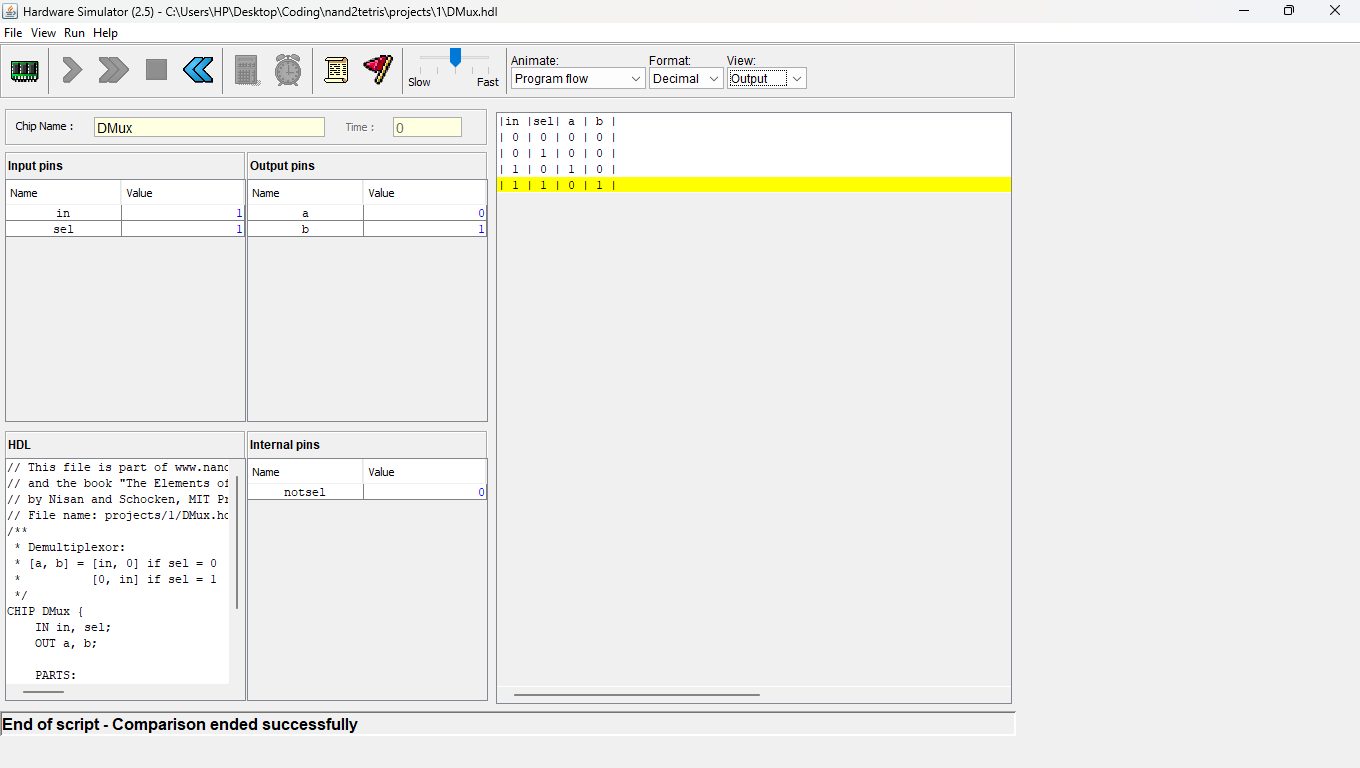 Hardware Simulator (2.5) - C:\Users\HP\Desktop\Coding\nand2tetris\projects\1\DMux.hdl
File View Run Help
Slow Fast
Animate: Format: View:
Program flow Decimal Output
Chip Name : DMux Time : 0
Input pins
Name Value
in 1
sel 1
Output pins
Name Value
a 0
b 1
HDL
// This file is part of www.nand
// and the book "The Elements of
// by Nisan and Schocken, MIT Pr
// File name: projects/1/DMux.hd
/**
* Demultiplexor:
* [a, b] = [in, 0] if sel = 0
* [0, in] if sel = 1
*/
CHIP DMux {
IN in, sel;
OUT a, b;
PARTS:
Internal pins
Name Value
notsel 0
|in |sel| a | b |
| 0 | 0 | 0 | 0 |
| 0 | 1 | 0 | 0 |
| 1 | 0 | 1 | 0 |
| 1 | 1 | 0 | 1 |
End of script - Comparison ended successfully